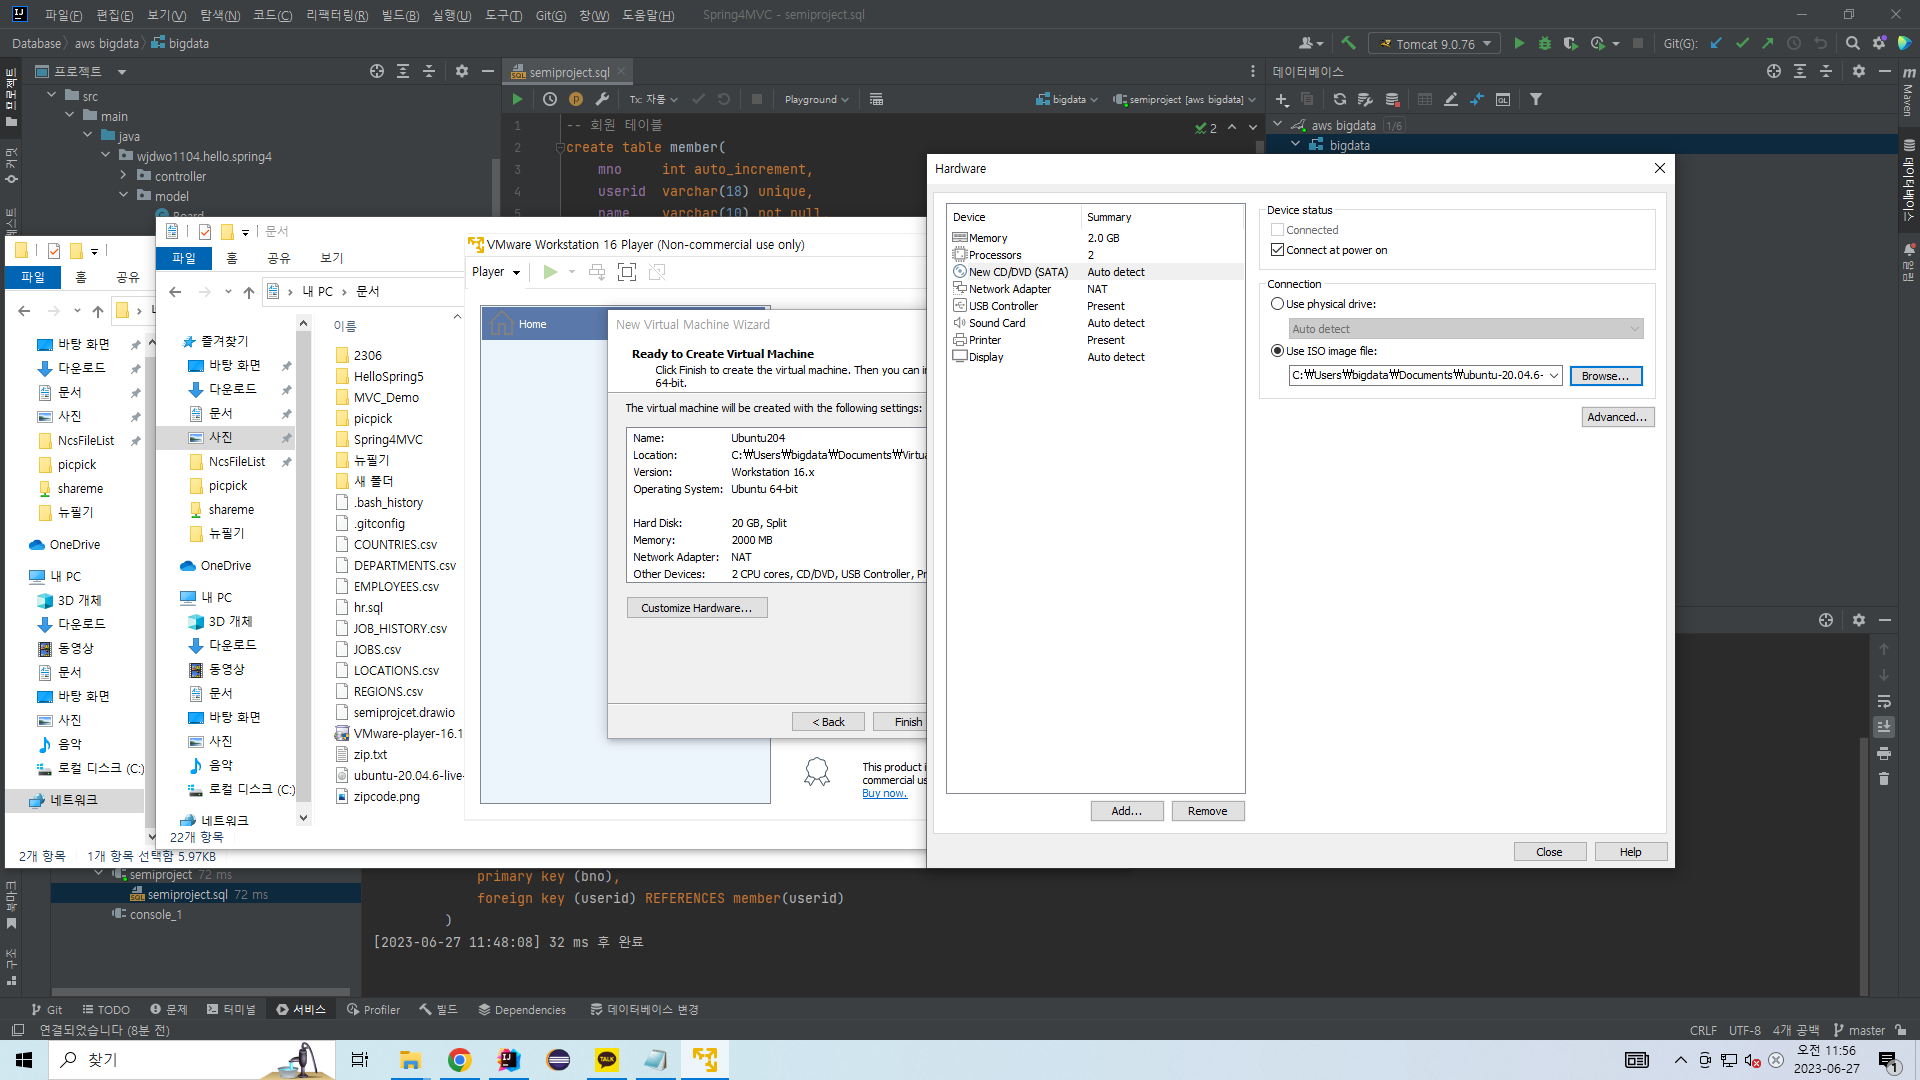 파일(F) 편집(E) 보기(V) 탐색(N) 코드(C) 리팩터링(R) 빌드(B) 실행(U) 도구(T) Git(G) 창(W) 도움말(H) Spring4MVC - semiproject.sql
Database 〉 aws bigdata 〉 bigdata
Tomcat 9.0.76
Git(G):
프로젝트
semiproject.sql
데이터베이스
Tx: 자동
Playground
bigdata
semiproject [aws bigdata]
src
main
java
wjdwo1104.hello.spring4
controller
model
1 -- 회원 테이블
2 create table member(
3 mno int auto_increment,
4 userid varchar(18) unique,
2
aws bigdata 1/6
bigdata
Maven
데이터베이스
알림
프로젝트
커밋
북마크
구조
파일 홈 공유
바탕 화면
다운로드
문서
사진
NcsFileList
picpick
shareme
뉴필기
OneDrive
내 PC
3D 개체
다운로드
동영상
문서
바탕 화면
사진
음악
로컬 디스크 (C:)
네트워크
2개 항목 1개 항목 선택함 5.97KB
문서
파일 홈 공유 보기
내 PC › 문서
즐겨찾기
바탕 화면
다운로드
문서
사진
NcsFileList
picpick
shareme
뉴필기
OneDrive
내 PC
3D 개체
다운로드
동영상
문서
바탕 화면
사진
음악
로컬 디스크 (C:)
네트워크
22개 항목
이름
2306
HelloSpring5
MVC_Demo
picpick
Spring4MVC
뉴필기
새 폴더
.bash_history
.gitconfig
COUNTRIES.csv
DEPARTMENTS.csv
EMPLOYEES.csv
hr.sql
JOB_HISTORY.csv
JOBS.csv
LOCATIONS.csv
REGIONS.csv
semiprojcet.drawio
VMware-player-16.1
zip.txt
ubuntu-20.04.6-live-
zipcode.png
VMware Workstation 16 Player (Non-commercial use only)
Player
Home
This product i
commercial us
Buy now.
New Virtual Machine Wizard
Ready to Create Virtual Machine
Click Finish to create the virtual machine. Then you can in
64-bit.
The virtual machine will be created with the following settings:
Name: Ubuntu204
Location: C:₩Users₩bigdata₩Documents₩Virtua
Version: Workstation 16.x
Operating System: Ubuntu 64-bit
Hard Disk: 20 GB, Split
Memory: 2000 MB
Network Adapter: NAT
Other Devices: 2 CPU cores, CD/DVD, USB Controller, Pr
Customize Hardware...
< Back Finish
Hardware
Device Summary
Memory 2.0 GB
Processors 2
New CD/DVD (SATA) Auto detect
Network Adapter NAT
USB Controller Present
Sound Card Auto detect
Printer Present
Display Auto detect
Add... Remove
Device status
Connected
Connect at power on
Connection
Use physical drive:
Auto detect
Use ISO image file:
C:₩Users₩bigdata₩Documents₩ubuntu-20.04.6-
Browse...
Advanced...
Close Help
semiproject 72 ms
semiproject.sql 72 ms
console_1
primary key (bno),
foreign key (userid) REFERENCES member(userid)
)
[2023-06-27 11:48:08] 32 ms 후 완료
Git TODO 문제 터미널 서비스 Profiler 빌드 Dependencies 데이터베이스 변경
연결되었습니다 (8분 전)
CRLF UTF-8 4개 공백 master
찾기
TALK
오전 11:56
2023-06-27
1